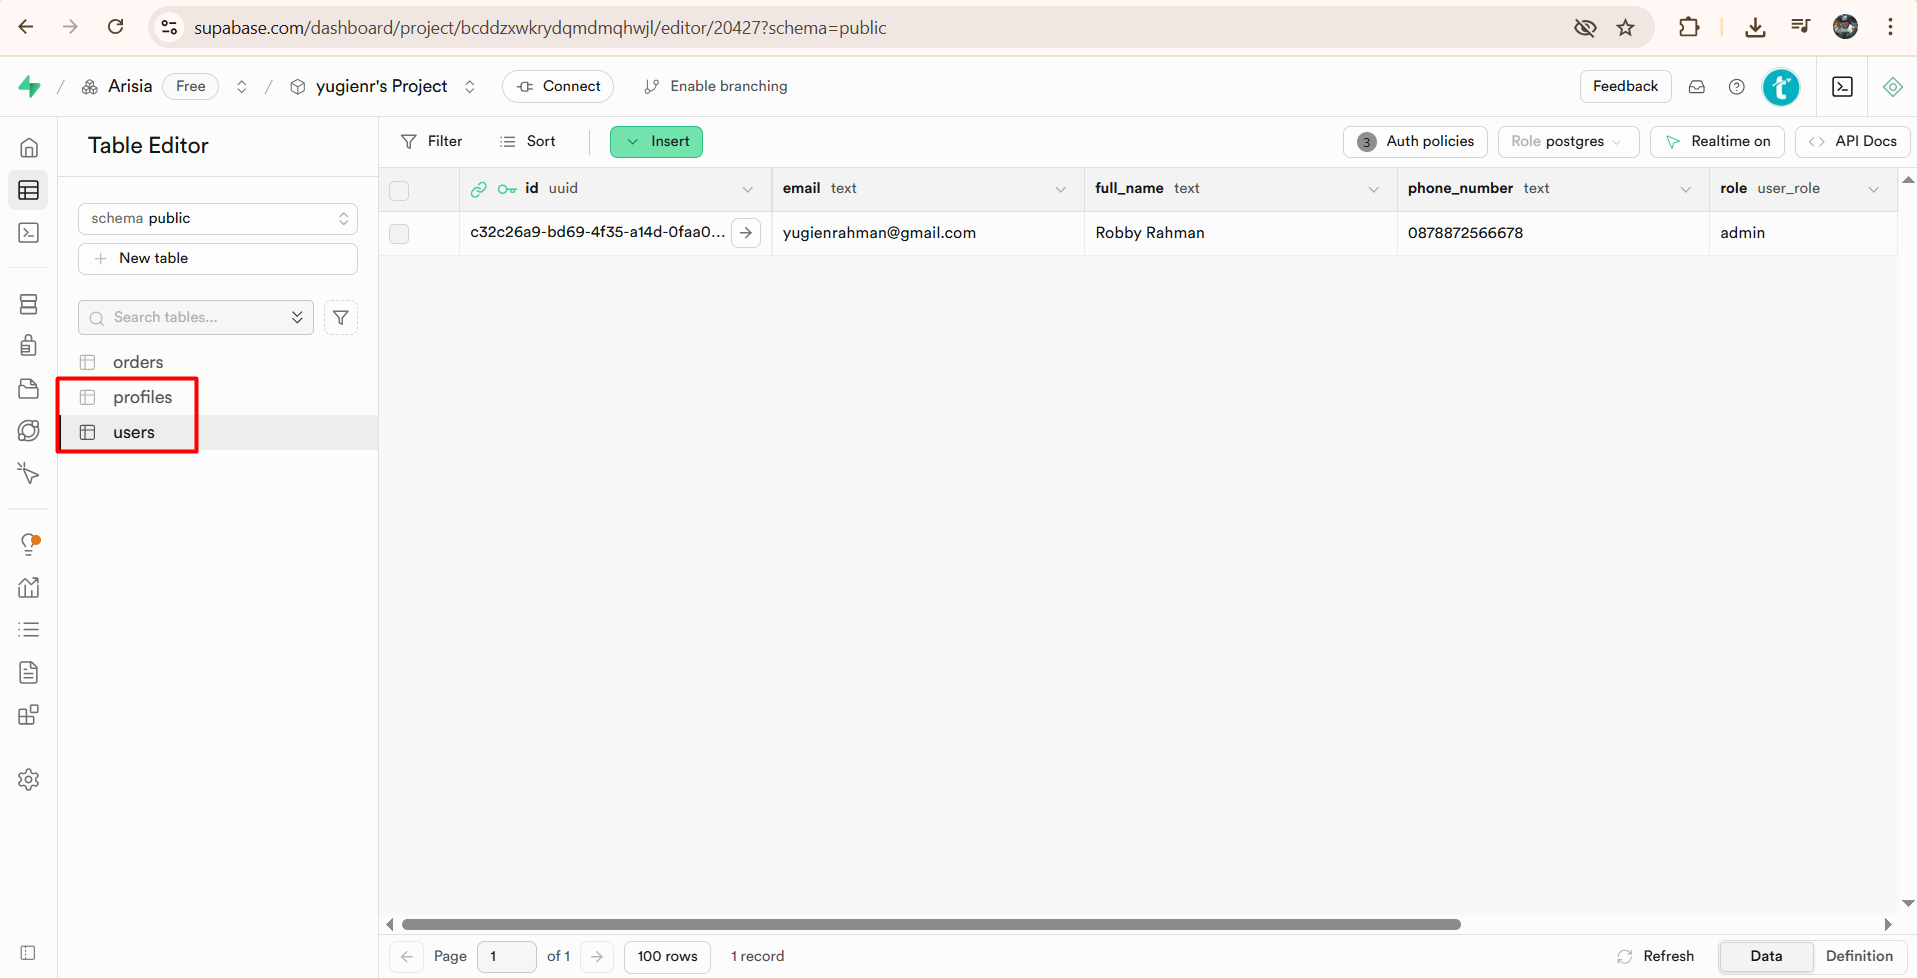 supabase.com/dashboard/project/bcddzxwkrydqmdmqhwjl/editor/20427?schema=public
/ Arisia Free / yugienr's Project Connect Enable branching Feedback
Table Editor
schema public
New table
Search tables...
orders
profiles
users
Filter Sort Insert 3 Auth policies Role postgres Realtime on API Docs
id uuid email text full_name text phone_number text role user_role
c32c26a9-bd69-4f35-a14d-0faa0... yugienrahman@gmail.com Robby Rahman 0878872566678 admin
Page 1 of 1 100 rows 1 record Refresh Data Definition